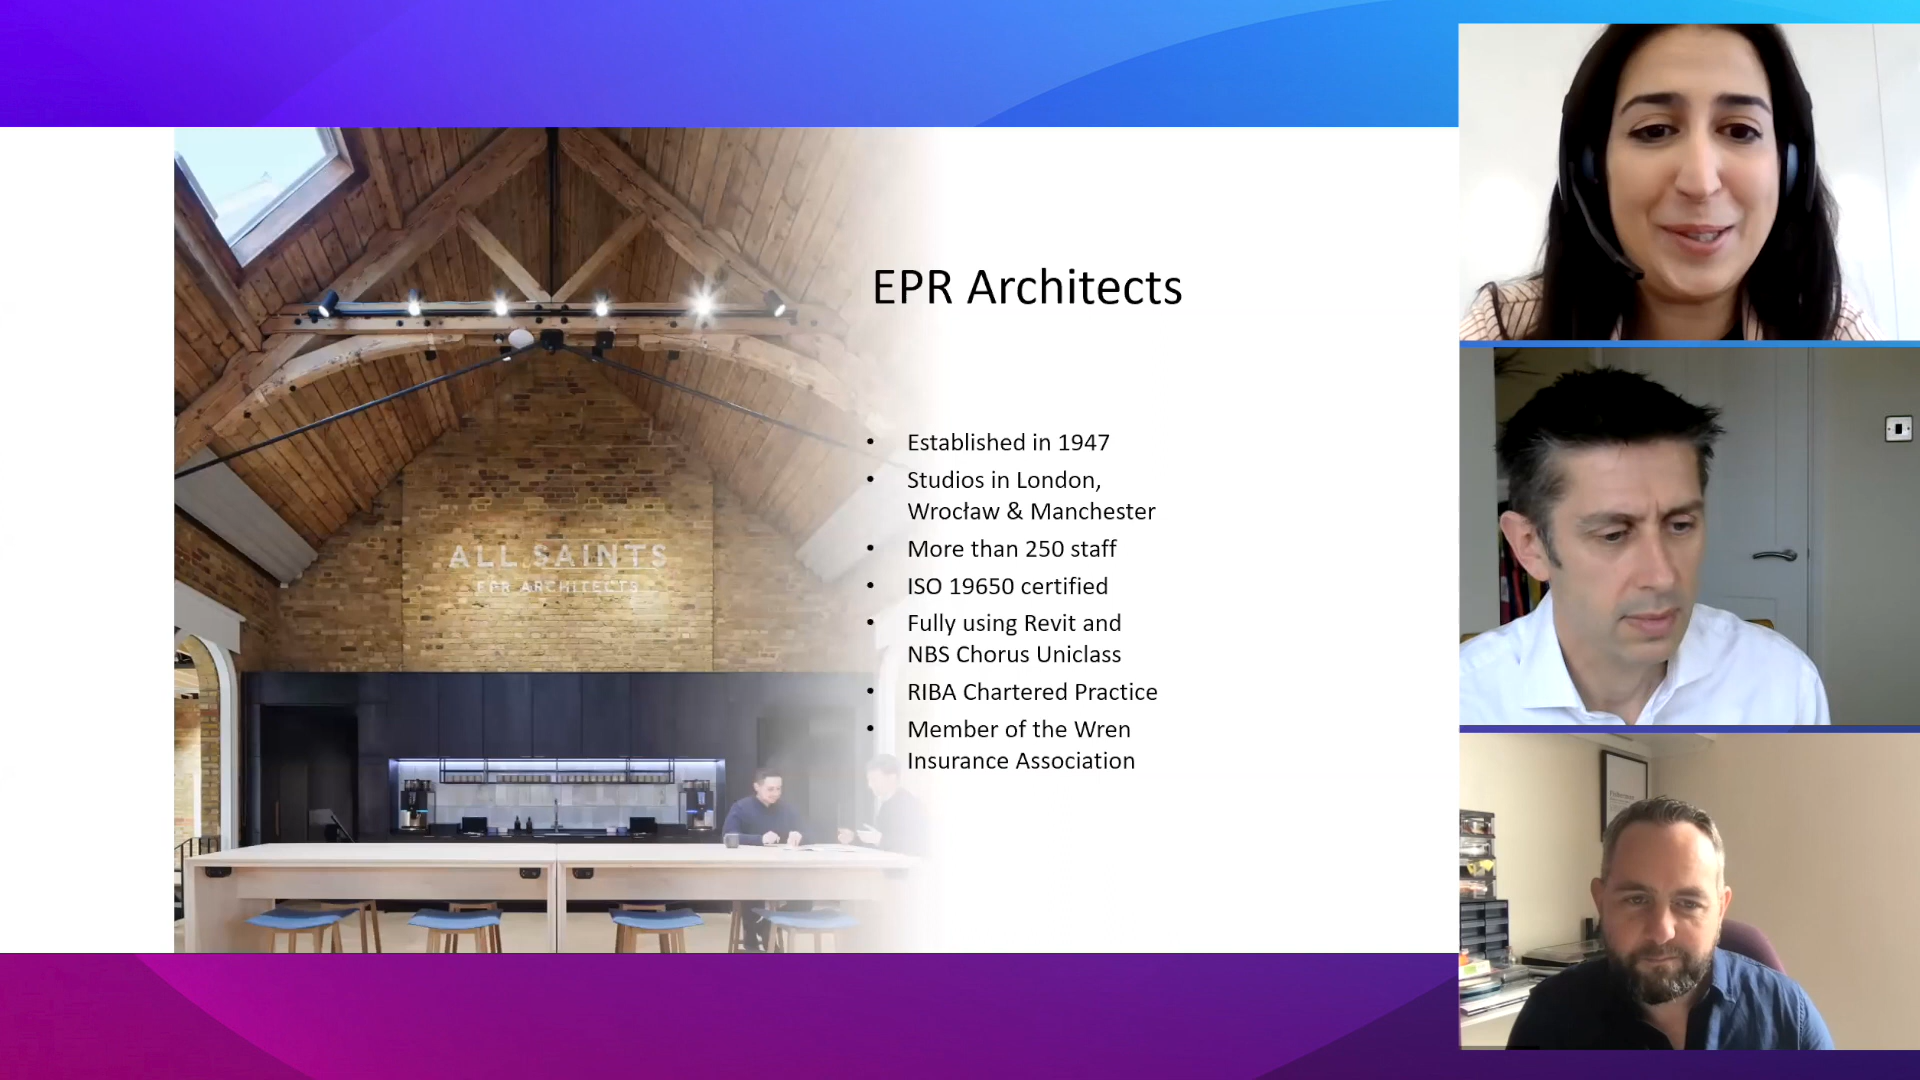 EPR Architects
• Established in 1947
• Studios in London,
Wrocław & Manchester
• More than 250 staff
• ISO 19650 certified
• Fully using Revit and
NBS Chorus Uniclass
• RIBA Chartered Practice
• Member of the Wren
Insurance Association
ALL SAINTS
EPR ARCHITECTS